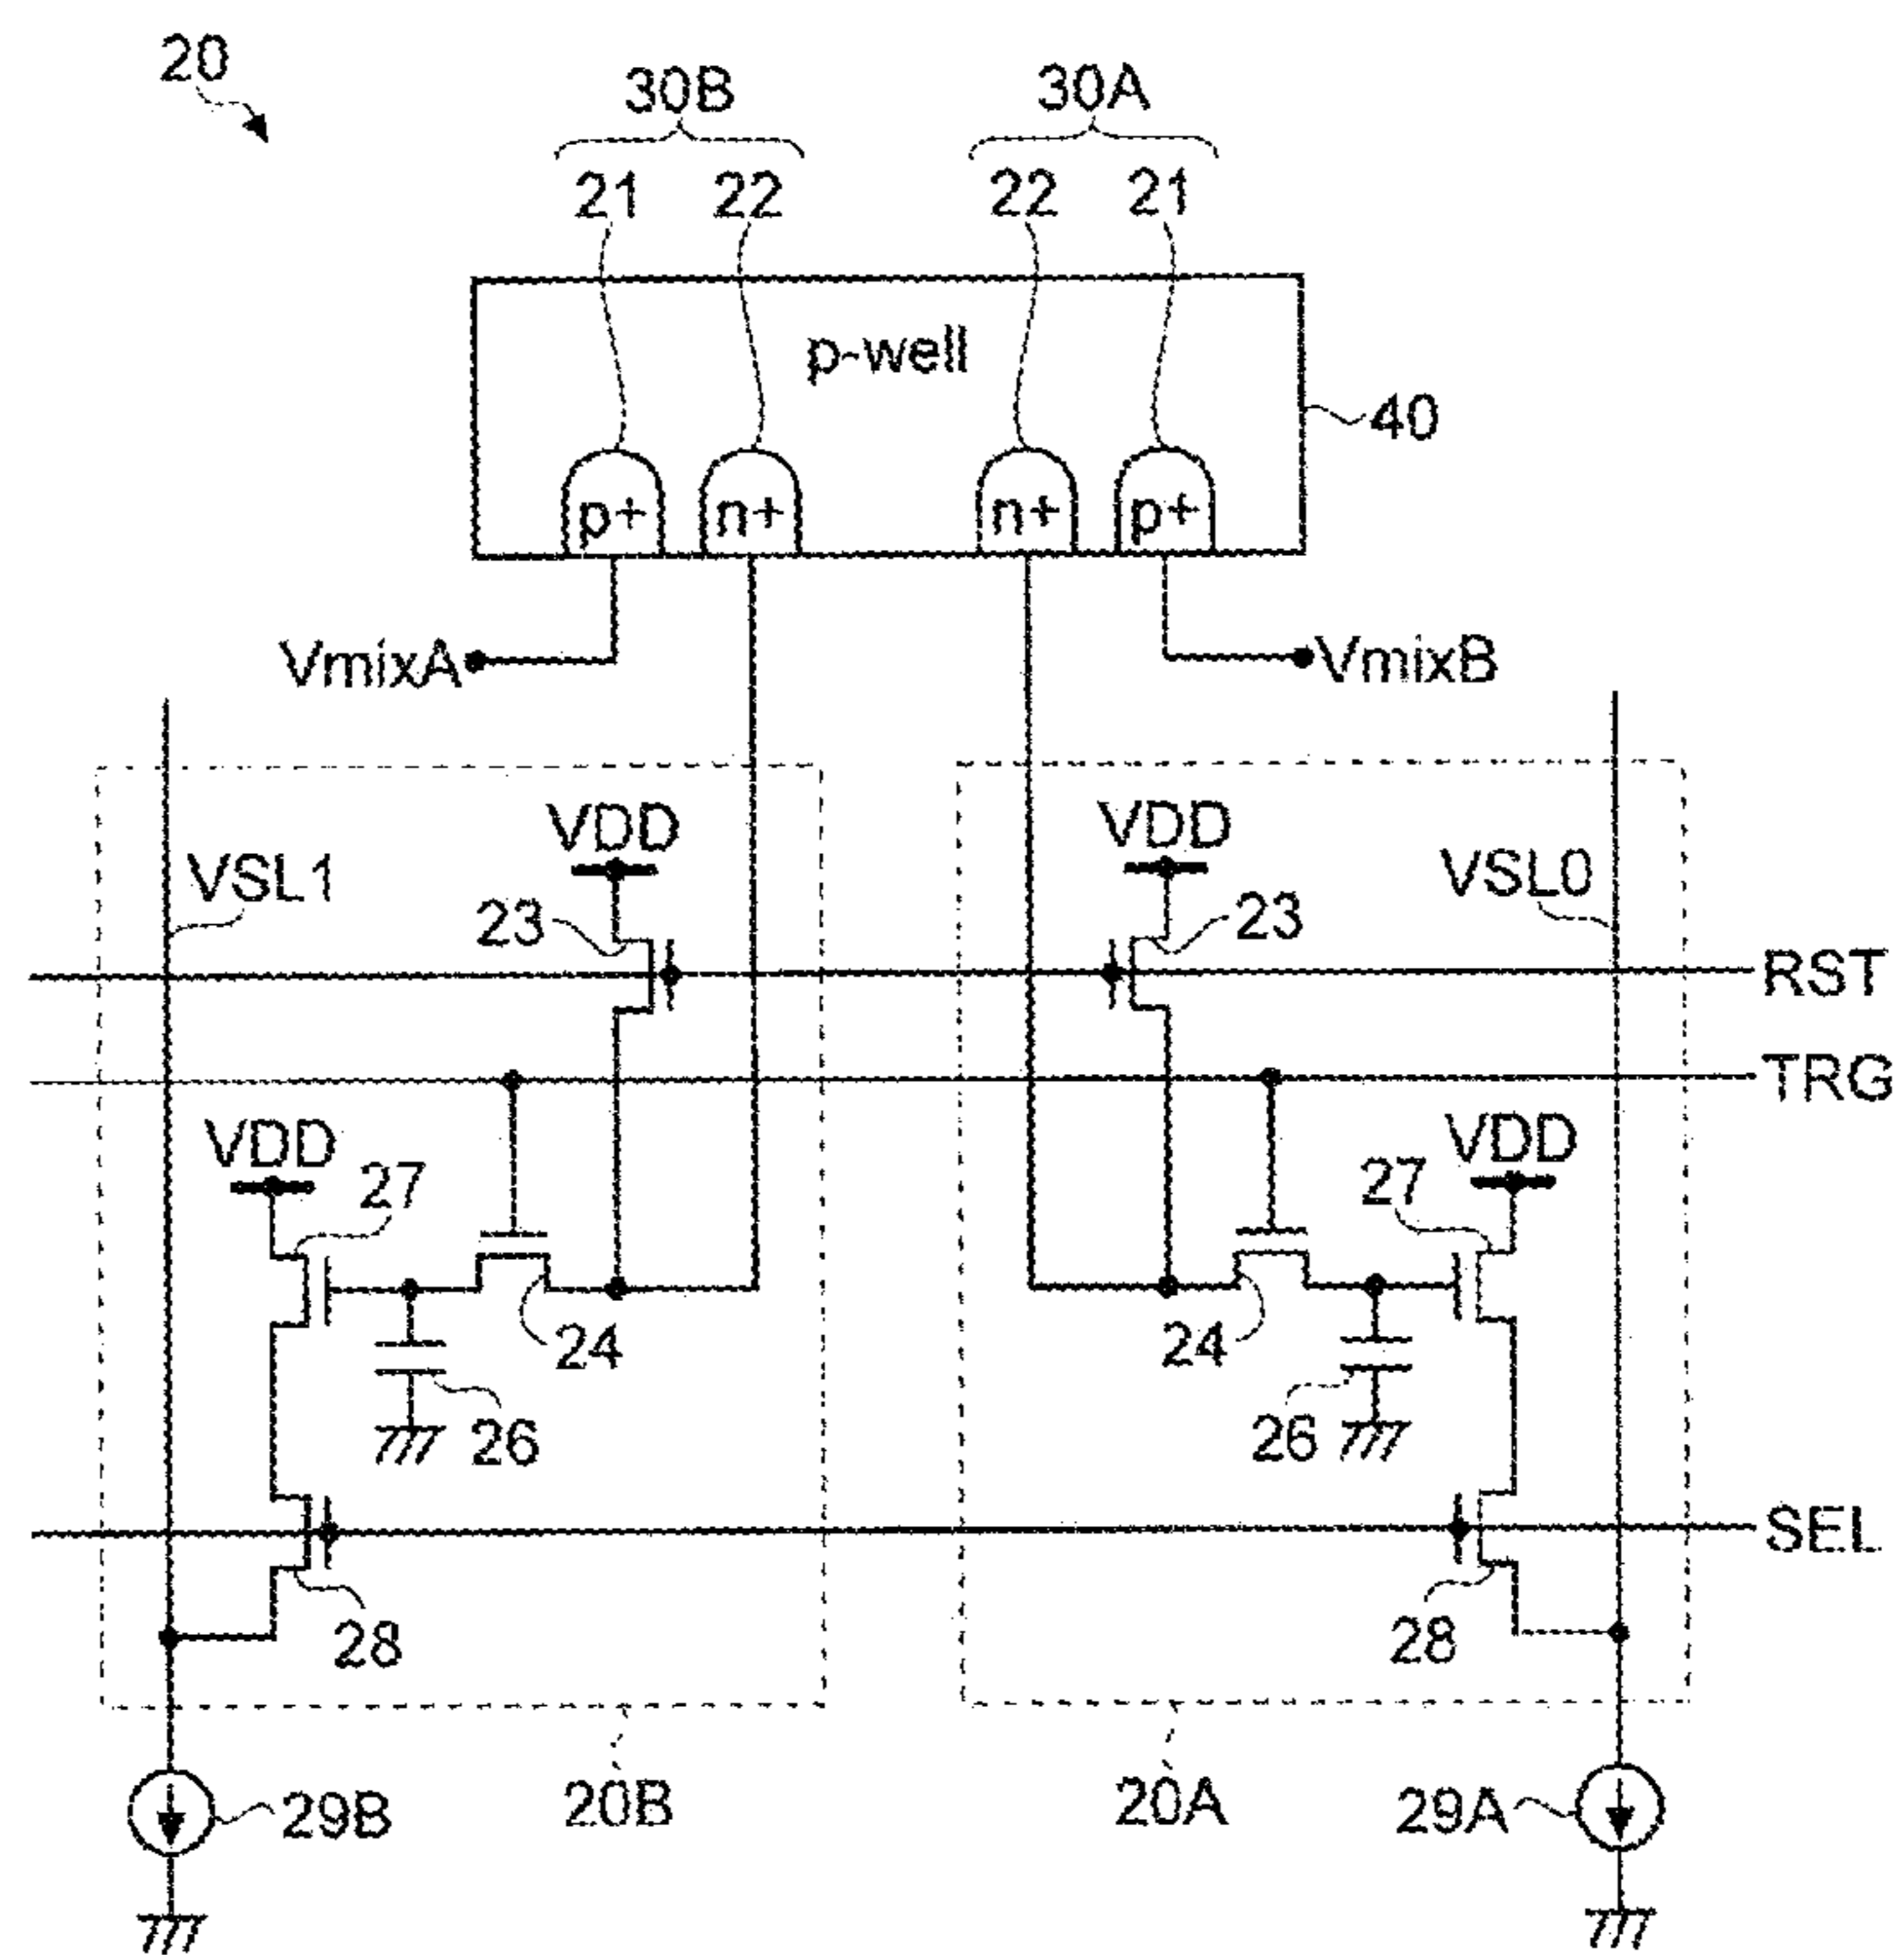 20
30B 30A
21 22 22 21
p-well
40
p+ n+ n+ p+
VmixA VmixB
VDD VDD
VSL1 VSL0
23 23
RST
TRG
VDD VDD
27 27
24 24
26 26
SEL
28 28
29B 20B 20A 29A